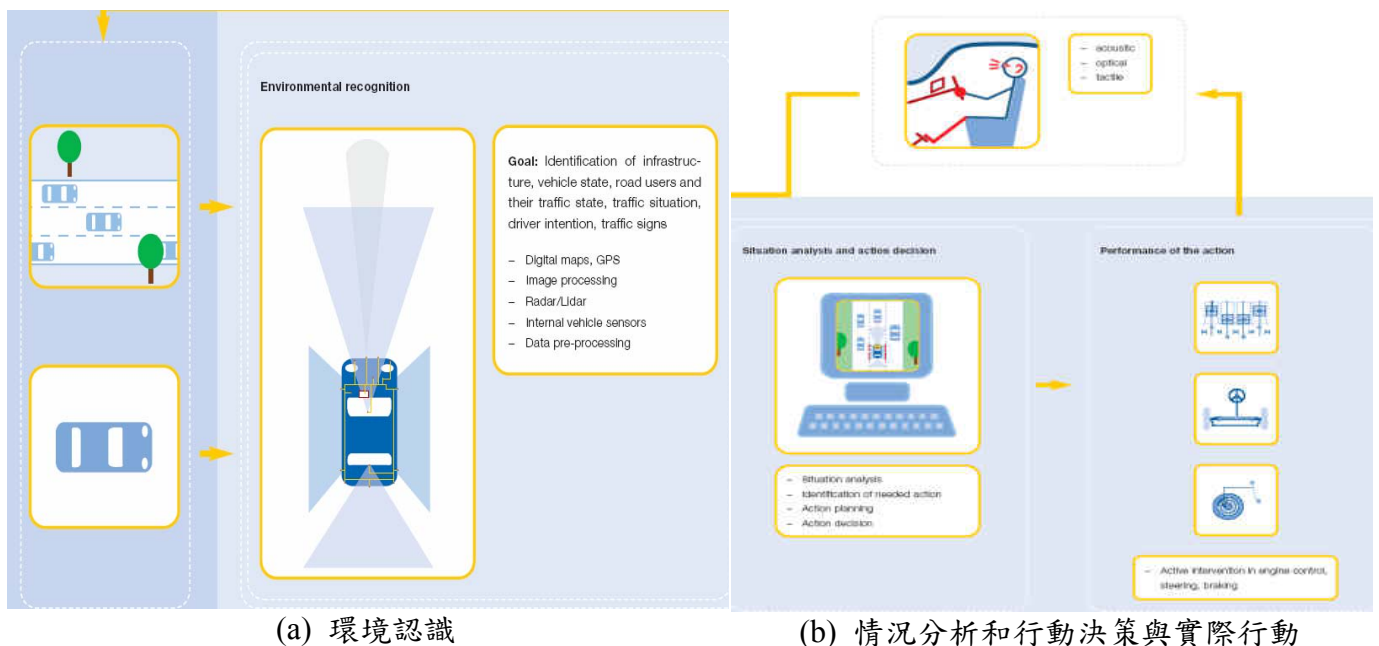 Environmental recognition
Goal: Identification of infrastruc-
ture, vehicle state, road users and
their traffic state, traffic situation,
driver intention, traffic signs
– Digital maps, GPS
– Image processing
– Radar/Lidar
– Internal vehicle sensors
– Data pre-processing
(a) 環境認識
– acoustic
– optical
– tactile
Situation analysis and action decision
– Situation analysis
– Identification of needed action
– Action planning
– Action decision
Performance of the action
– Active intervention in engine control,
steering, braking
(b) 情況分析和行動決策與實際行動